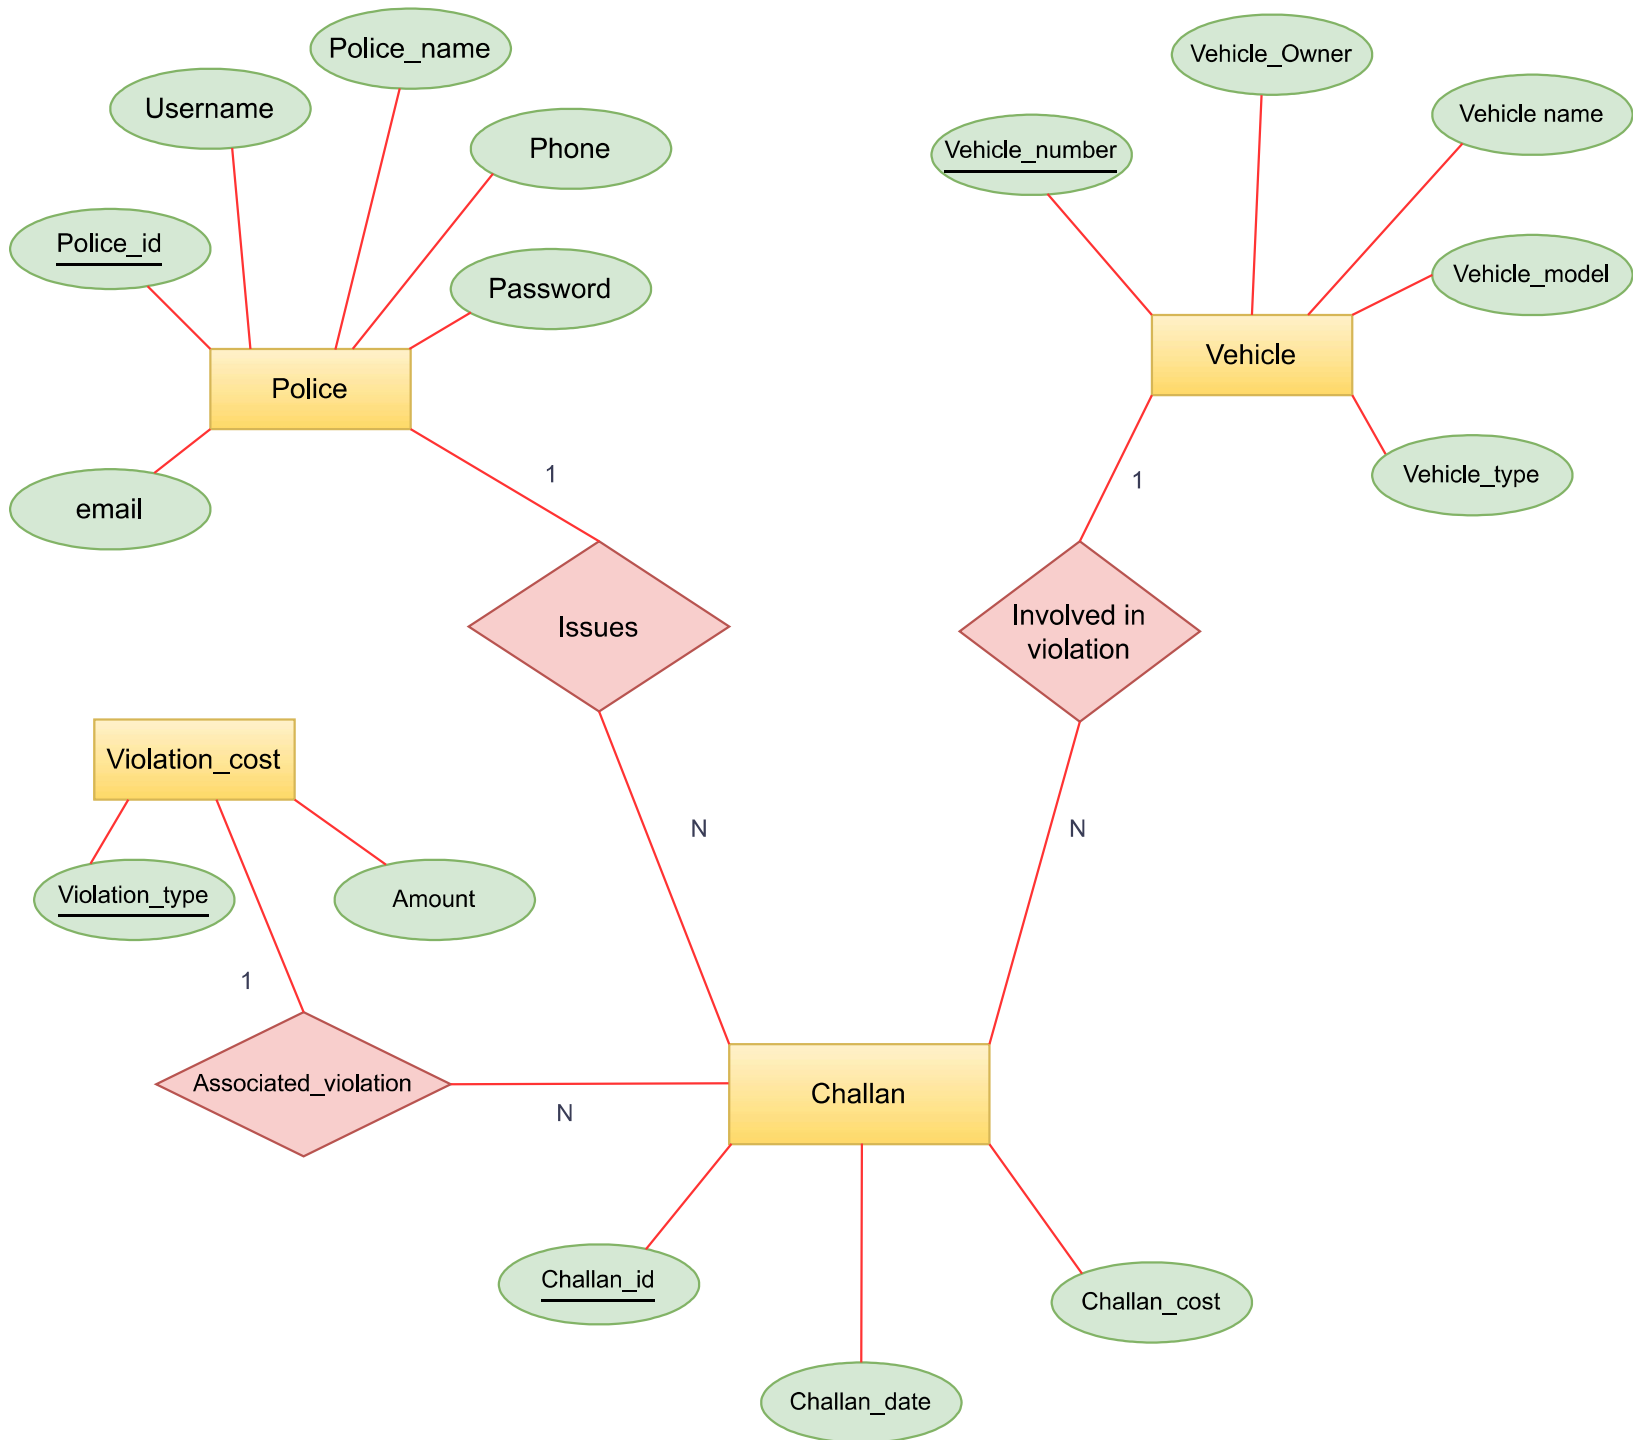 Police_name
Vehicle_Owner
Username
Vehicle name
Phone
Vehicle_number
Police_id
Vehicle_model
Password
Vehicle
Police
1
1
Vehicle_type
email
Issues
Involved in
violation
Violation_cost
N
N
Violation_type
Amount
1
Associated_violation
Challan
N
Challan_id
Challan_cost
Challan_date